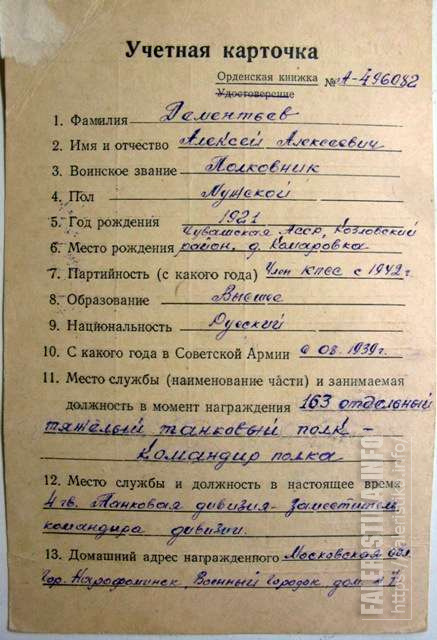 Учетная карточка
Орденская книжка № А-496082
Удостоверение
1. Фамилия Дементьев
2. Имя и отчество Алексей Алексеевич
3. Воинское звание Полковник
4. Пол Мужской
5. Год рождения 1921
Чувашская АССР, Козловский
6. Место рождения район, д. Комаровка
7. Партийность (с какого года) Член КПСС с 1942 г
8. Образование Высшее
9. Национальность Русский
10. С какого года в Советской Армии с 08.1939г.
11. Место службы (наименование части) и занимаемая
должность в момент награждения 163 отдельный
тяжёлый танковый полк –
командир полка
12. Место службы и должность в настоящее время
4 гв. Танковая дивизия - Заместитель
командира дивизии.
13. Домашний адрес награжденного Московская обл.
гор. Нарофоминск, Военный городок, дом
FALERISTIKA.INFO